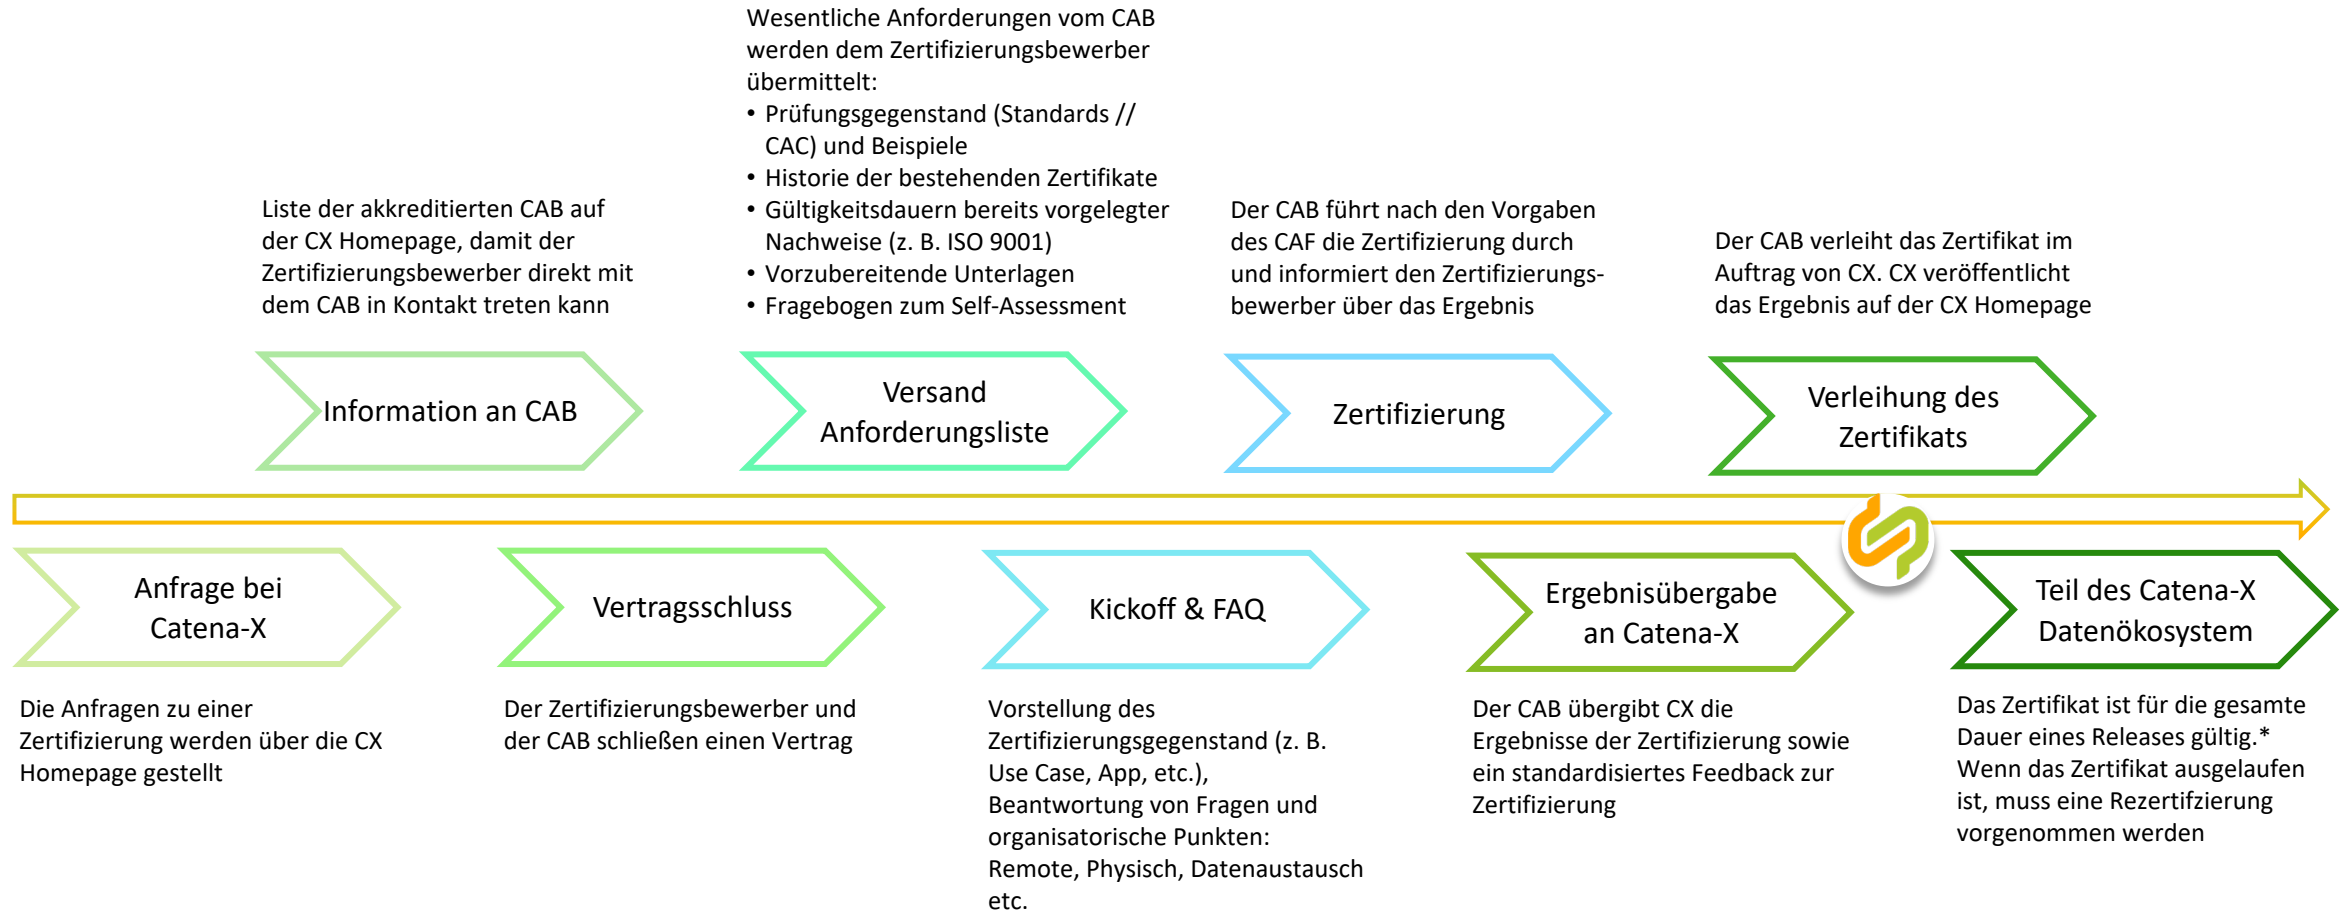 Wesentliche Anforderungen vom CAB
werden dem Zertifizierungsbewerber
übermittelt:
• Prüfungsgegenstand (Standards //
CAC) und Beispiele
• Historie der bestehenden Zertifikate
• Gültigkeitsdauern bereits vorgelegter
Nachweise (z. B. ISO 9001)
• Vorzubereitende Unterlagen
• Fragebogen zum Self-Assessment
Liste der akkreditierten CAB auf
der CX Homepage, damit der
Zertifizierungsbewerber direkt mit
dem CAB in Kontakt treten kann
Der CAB führt nach den Vorgaben
des CAF die Zertifizierung durch
und informiert den Zertifizierungs-
bewerber über das Ergebnis
Der CAB verleiht das Zertifikat im
Auftrag von CX. CX veröffentlicht
das Ergebnis auf der CX Homepage
Information an CAB
Versand
Anforderungsliste
Zertifizierung
Verleihung des
Zertifikats
Anfrage bei
Catena-X
Vertragsschluss
Kickoff & FAQ
Ergebnisübergabe
an Catena-X
Teil des Catena-X
Datenökosystem
Die Anfragen zu einer
Zertifizierung werden über die CX
Homepage gestellt
Der Zertifizierungsbewerber und
der CAB schließen einen Vertrag
Vorstellung des
Zertifizierungsgegenstand (z. B.
Use Case, App, etc.),
Beantwortung von Fragen und
organisatorische Punkten:
Remote, Physisch, Datenaustausch
etc.
Der CAB übergibt CX die
Ergebnisse der Zertifizierung sowie
ein standardisiertes Feedback zur
Zertifizierung
Das Zertifikat ist für die gesamte
Dauer eines Releases gültig.*
Wenn das Zertifikat ausgelaufen
ist, muss eine Rezertifzierung
vorgenommen werden